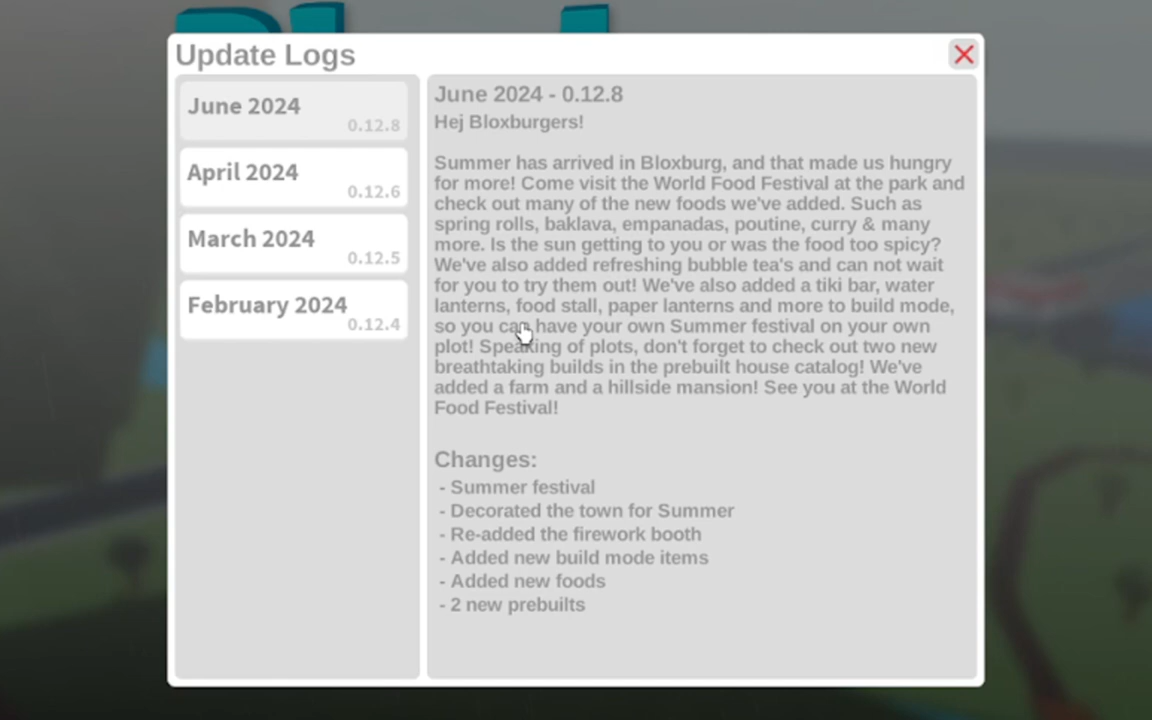 Update Logs
June 2024
0.12.8
April 2024
0.12.6
March 2024
0.12.5
February 2024
0.12.4
June 2024 - 0.12.8
Hej Bloxburgers!
Summer has arrived in Bloxburg, and that made us hungry
for more! Come visit the World Food Festival at the park and
check out many of the new foods we've added. Such as
spring rolls, baklava, empanadas, poutine, curry & many
more. Is the sun getting to you or was the food too spicy?
We've also added refreshing bubble tea's and can not wait
for you to try them out! We've also added a tiki bar, water
lanterns, food stall, paper lanterns and more to build mode,
so you can have your own Summer festival on your own
plot! Speaking of plots, don't forget to check out two new
breathtaking builds in the prebuilt house catalog! We've
added a farm and a hillside mansion! See you at the World
Food Festival!
Changes:
- Summer festival
- Decorated the town for Summer
- Re-added the firework booth
- Added new build mode items
- Added new foods
- 2 new prebuilts